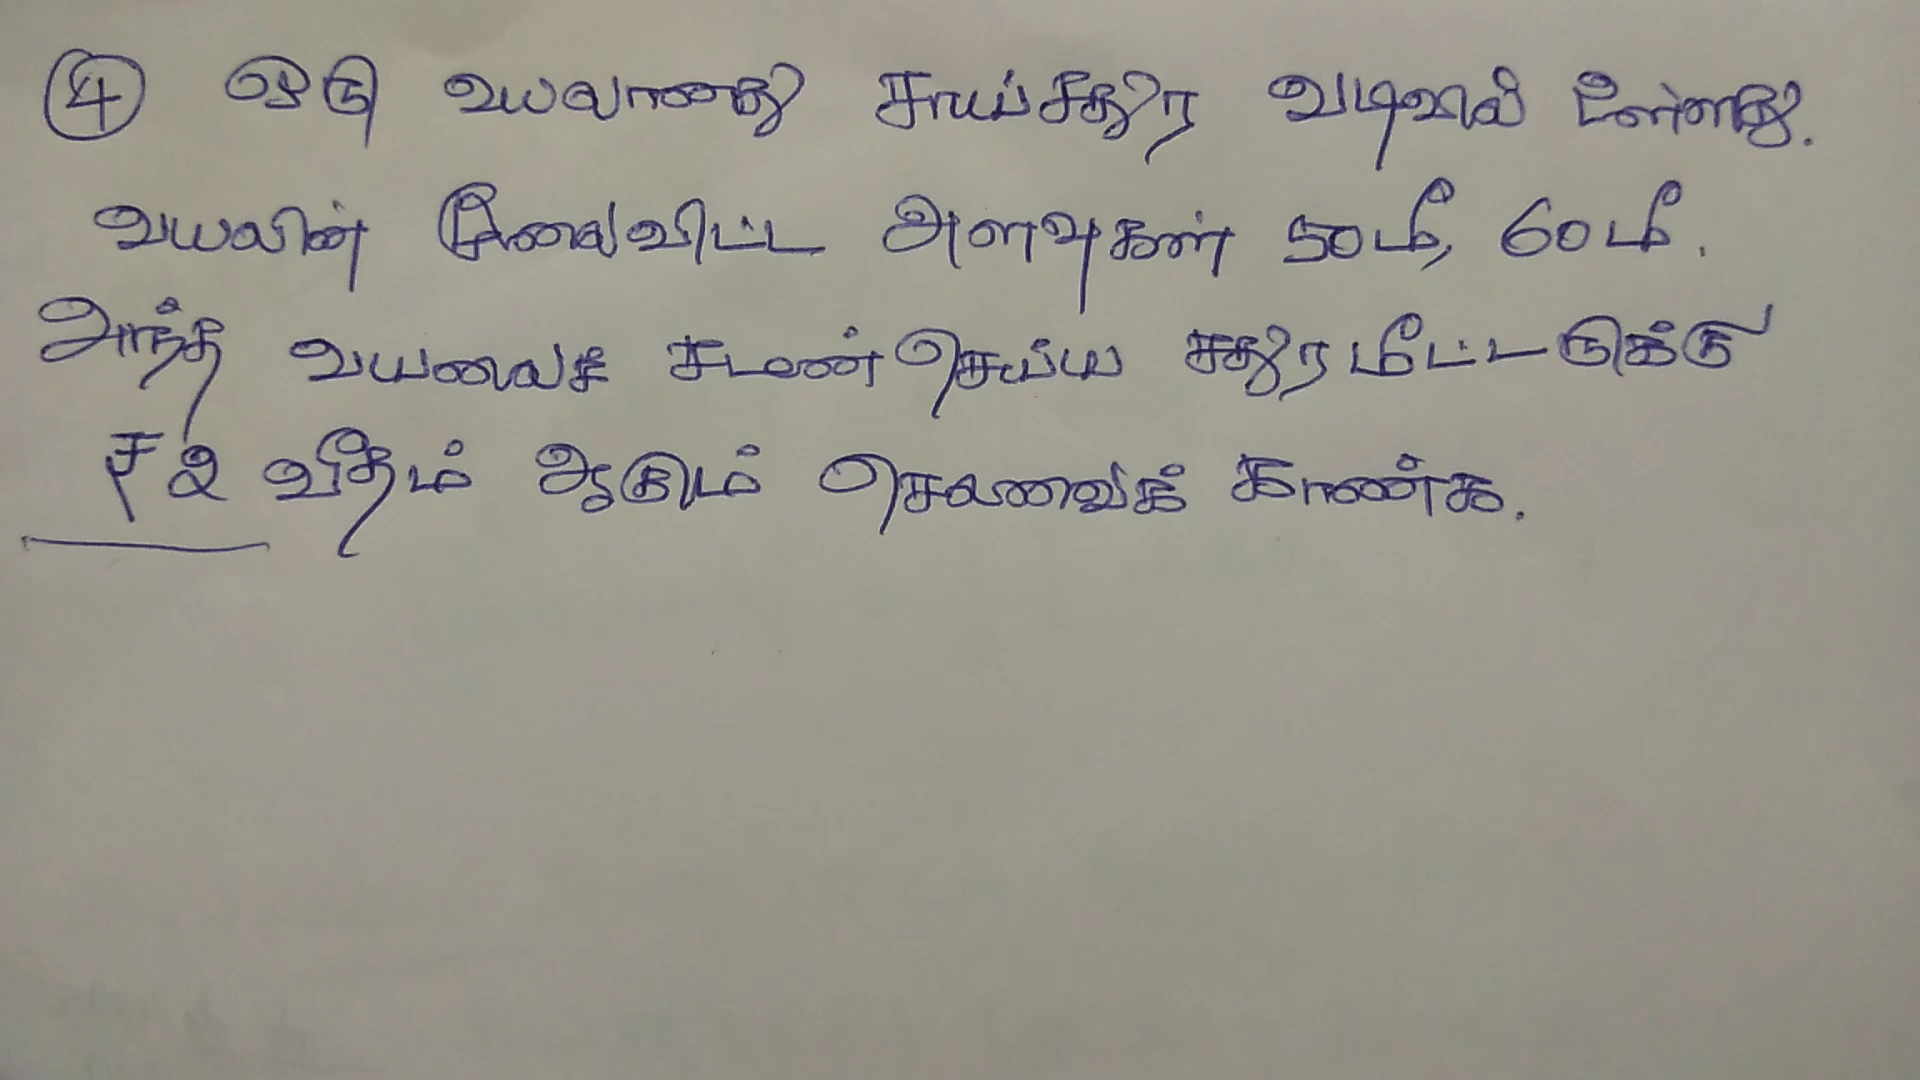 ④ ஒரு வயலானது சாய்சதுர வடிவில் உள்ளது.
வயலின் மூலைவிட்ட அளவுகள் 50மீ, 60மீ.
அந்த வயலைச் சமன்செய்ய சதுரமீட்டருக்கு
₹ 2 வீதம் ஆகும் செலவைக் காண்க.